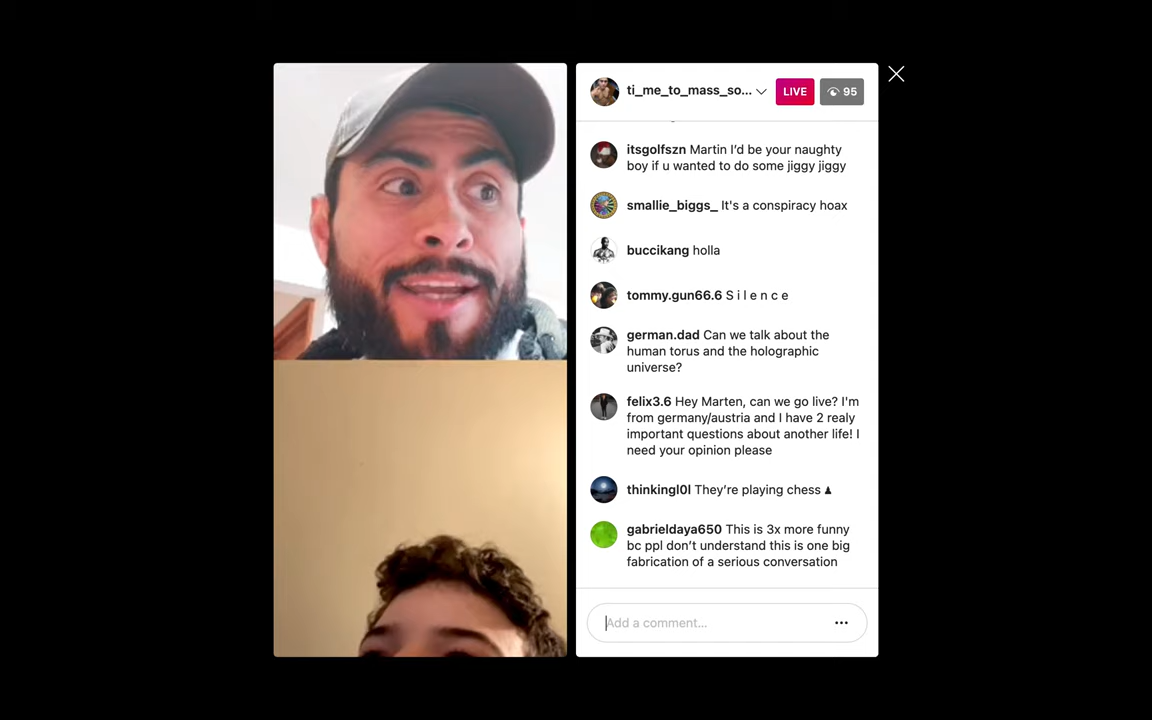 ti_me_to_mass_so...
LIVE
95
itsgolfszn Martin I’d be your naughty
boy if u wanted to do some jiggy jiggy
smallie_biggs_ It's a conspiracy hoax
buccikang holla
tommy.gun66.6 S i l e n c e
german.dad Can we talk about the
human torus and the holographic
universe?
felix3.6 Hey Marten, can we go live? I'm
from germany/austria and I have 2 realy
important questions about another life! I
need your opinion please
thinkingl0l They’re playing chess ♟
gabrieldaya650 This is 3x more funny
bc ppl don’t understand this is one big
fabrication of a serious conversation
Add a comment...